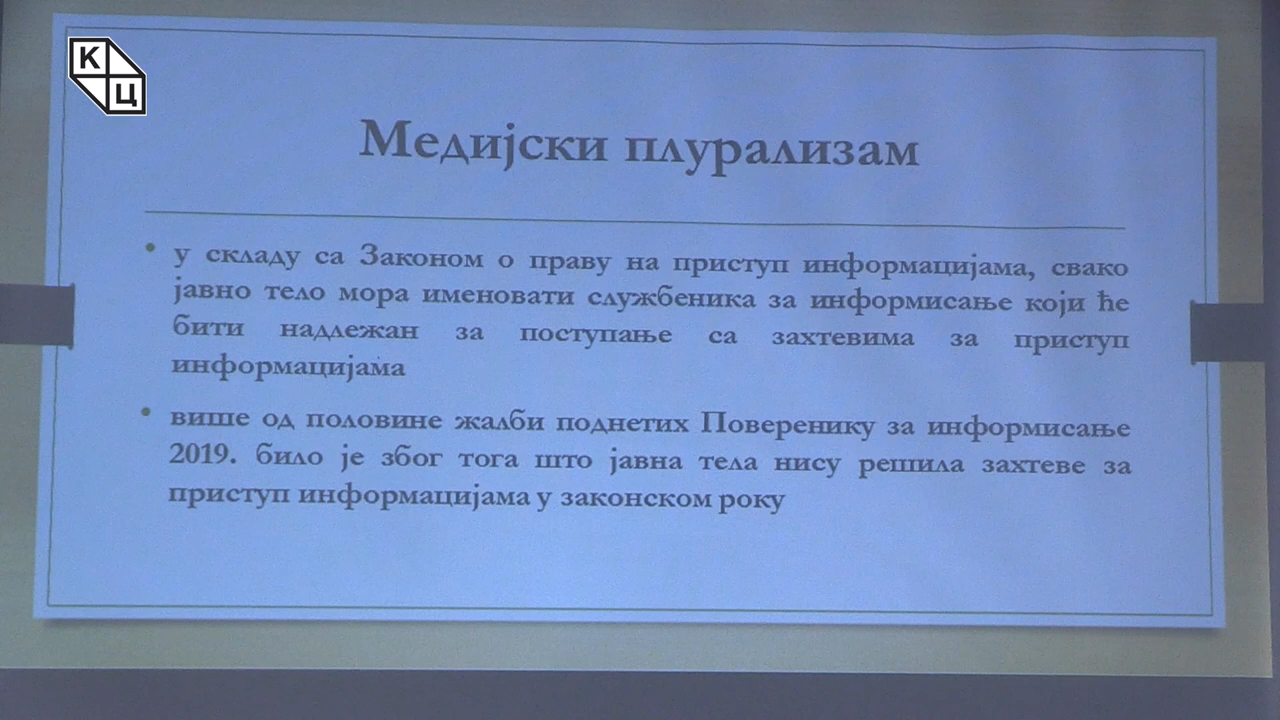 К
Ц
Медијски плурализам
• у складу са Законом о праву на приступ информацијама, свако
јавно тело мора именовати службеника за информисање који ће
бити надлежан за поступање са захтевима за приступ
информацијама
• више од половине жалби поднетих Поверенику за информисање
2019. било је због тога што јавна тела нису решила захтеве за
приступ информацијама у законском року